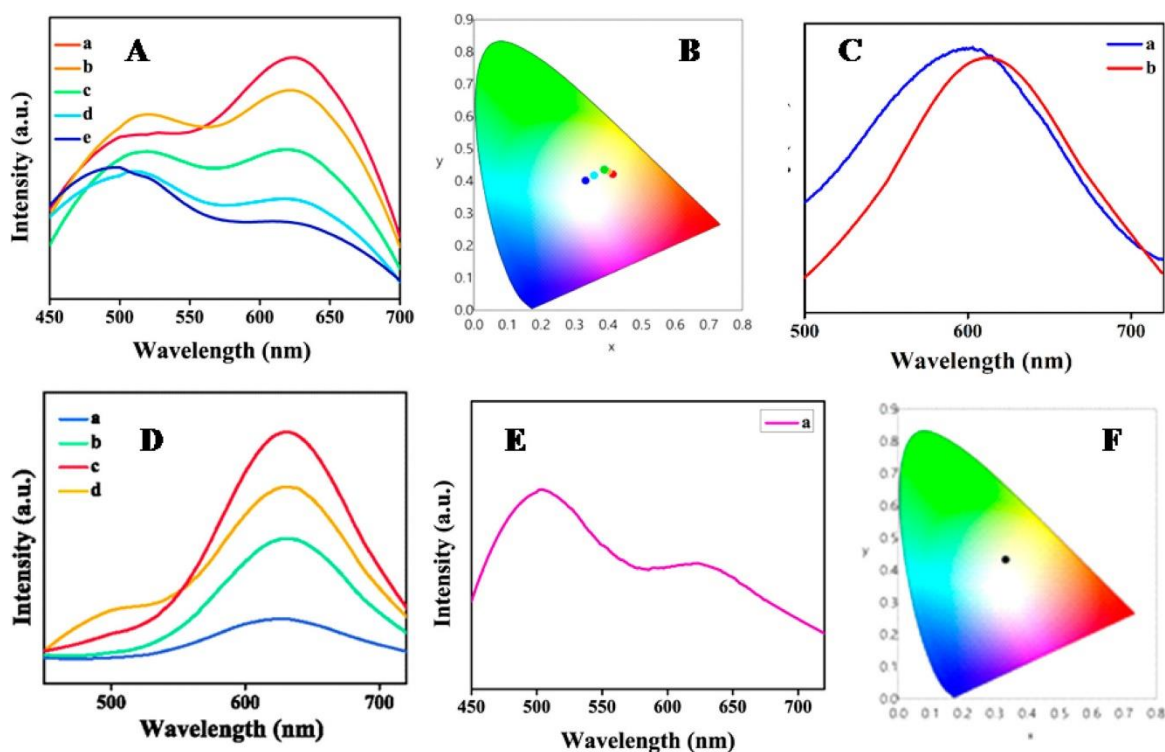 A
a
b
c
d
e
Intensity (a.u.)
450 500 550 600 650 700
Wavelength (nm)
B
0.9
0.8
0.7
0.6
0.5
y
0.4
0.3
0.2
0.1
0.0
0.0 0.1 0.2 0.3 0.4 0.5 0.6 0.7 0.8
x
C
a
b
500 600 700
Wavelength (nm)
D
a
b
c
d
Intensity (a.u.)
500 600 700
Wavelength (nm)
E
a
Intensity (a.u.)
450 500 550 600 650 700
Wavelength (nm)
F
0.9
0.8
0.7
0.6
0.5
y
0.4
0.3
0.2
0.1
0.0
0.0 0.1 0.2 0.3 0.4 0.5 0.6 0.7 0.8
x